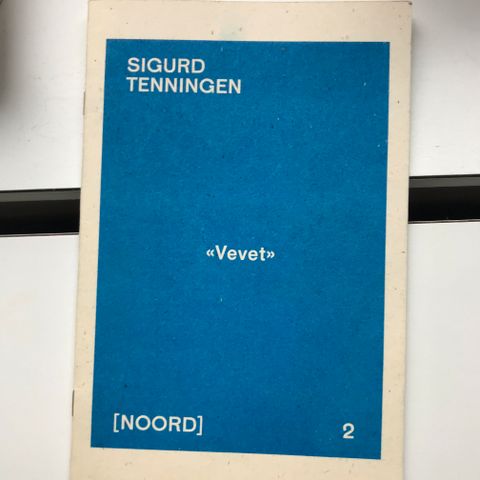 SIGURD
TENNINGEN
«Vevet»
[NOORD] 2